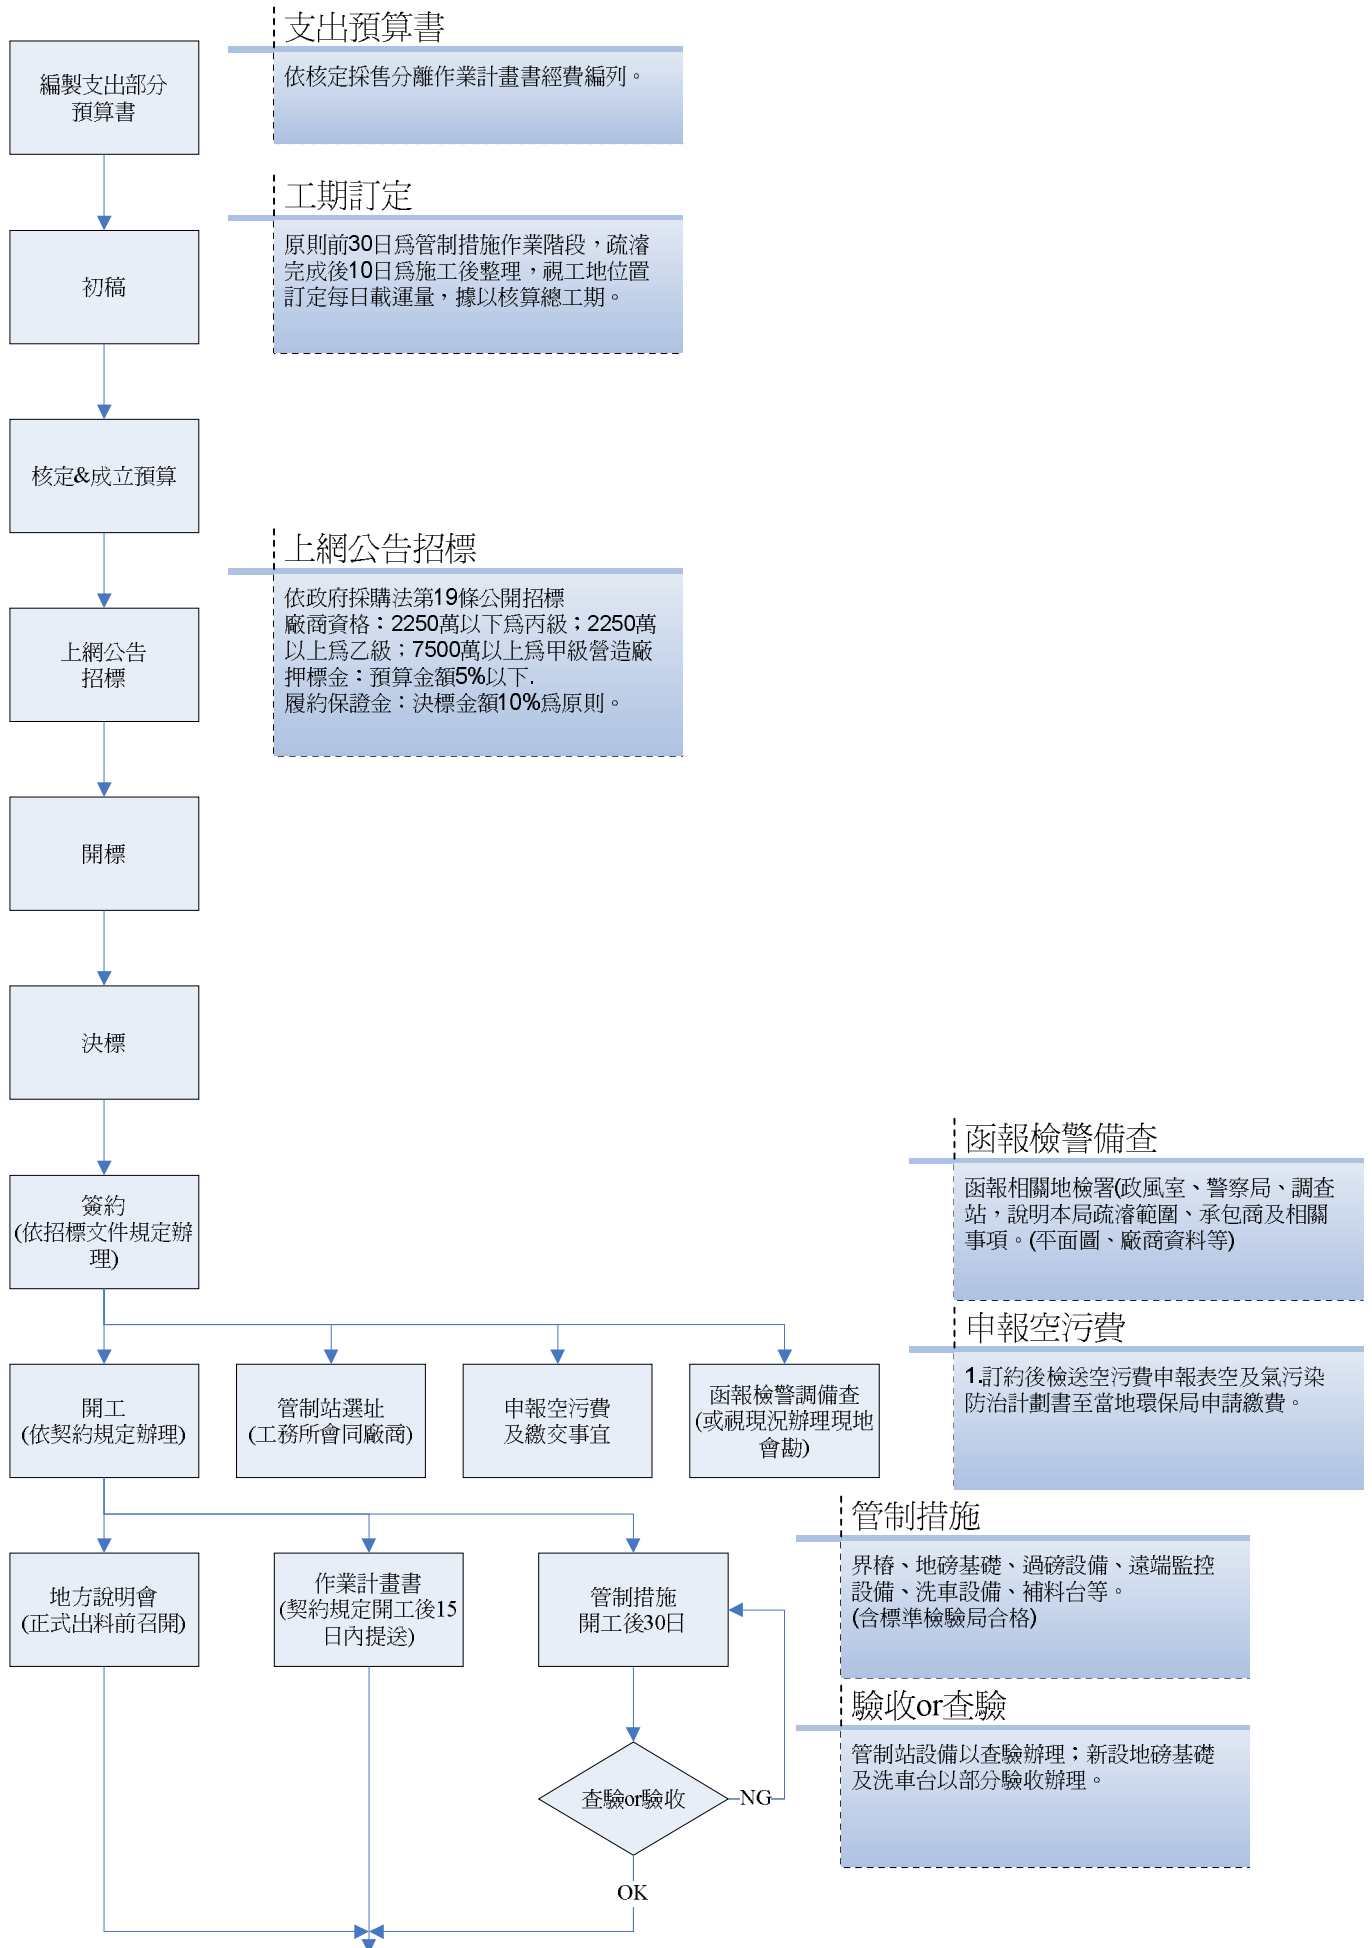 支出預算書
依核定採售分離作業計畫書經費編列。
編製支出部分
預算書
工期訂定
原則前30日為管制措施作業階段，疏濬
完成後10日為施工後整理，視工地位置
訂定每日載運量，據以核算總工期。
初稿
核定&成立預算
上網公告招標
依政府採購法第19條公開招標
廠商資格：2250萬以下為丙級；2250萬
以上為乙級；7500萬以上為甲級營造廠
押標金：預算金額5%以下.
履約保證金：決標金額10%為原則。
上網公告
招標
開標
決標
簽約
(依招標文件規定辦
理)
函報檢警備查
函報相關地檢署(政風室、警察局、調查
站，說明本局疏濬範圍、承包商及相關
事項。(平面圖、廠商資料等)
開工
(依契約規定辦理)
管制站選址
(工務所會同廠商)
申報空污費
及繳交事宜
函報檢警調備查
(或視現況辦理現地
會勘)
申報空污費
1.訂約後檢送空污費申報表空及氣污染
防治計劃書至當地環保局申請繳費。
地方說明會
(正式出料前召開)
作業計畫書
(契約規定開工後15
日內提送)
管制措施
開工後30日
管制措施
界樁、地磅基礎、過磅設備、遠端監控
設備、洗車設備、補料台等。
(含標準檢驗局合格)
驗收or查驗
管制站設備以查驗辦理；新設地磅基礎
及洗車台以部分驗收辦理。
查驗or驗收
NG
OK